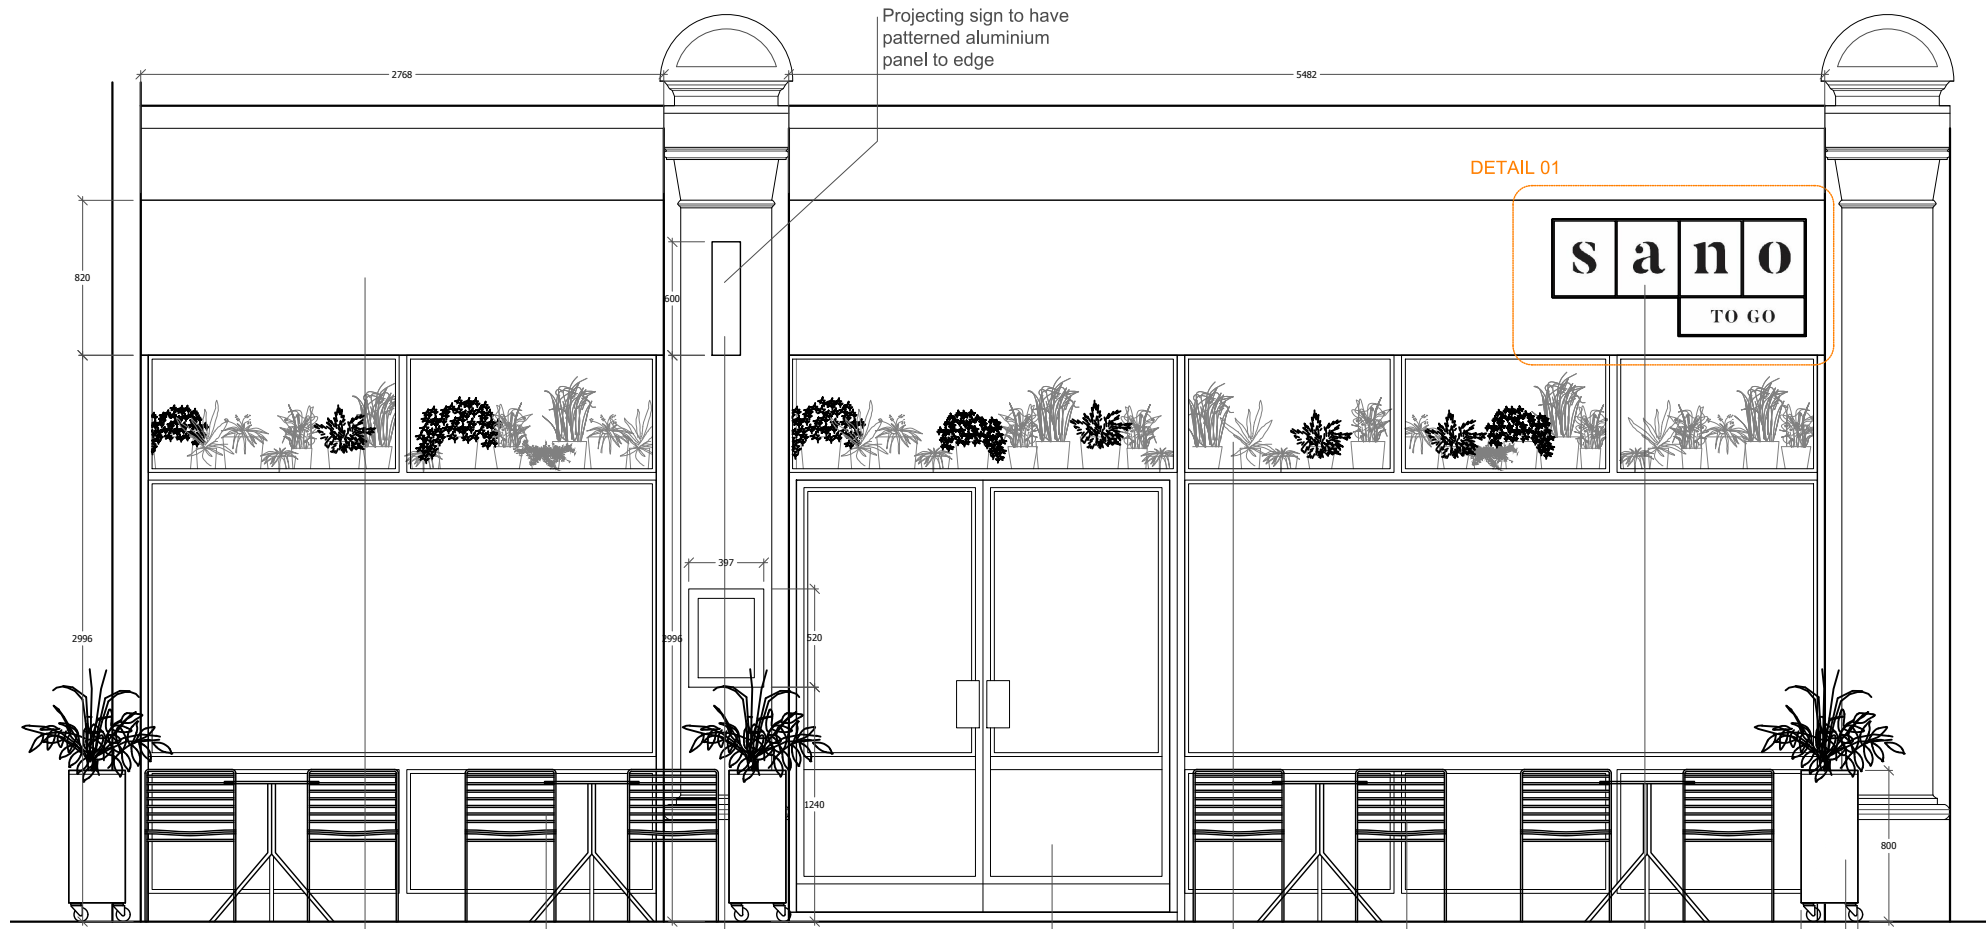 Projecting sign to have
patterned aluminium
panel to edge
2768
5482
DETAIL 01
s a n o
TO GO
820
600
397
2996
2996
520
1240
800